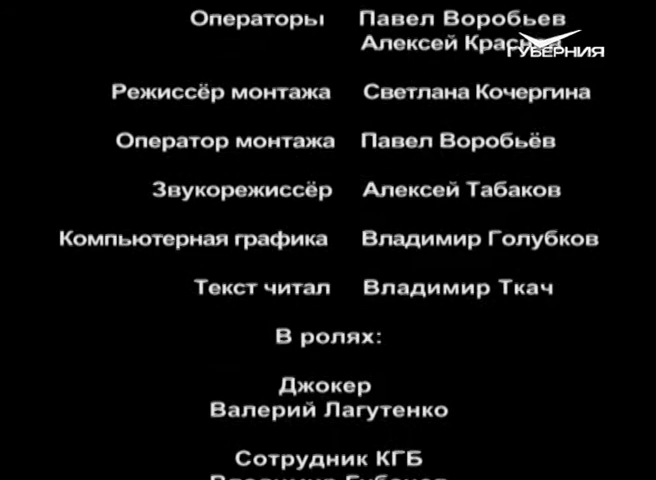 Операторы Павел Воробьев
Алексей
ГУБЕРНИЯ
Режиссёр монтажа Светлана Кочергина
Оператор монтажа Павел Воробьёв
Звукорежиссёр Алексей Табаков
Компьютерная графика Владимир Голубков
Текст читал Владимир Ткач
В ролях:
Джокер
Валерий Лагутенко
Сотрудник КГБ
Владимир